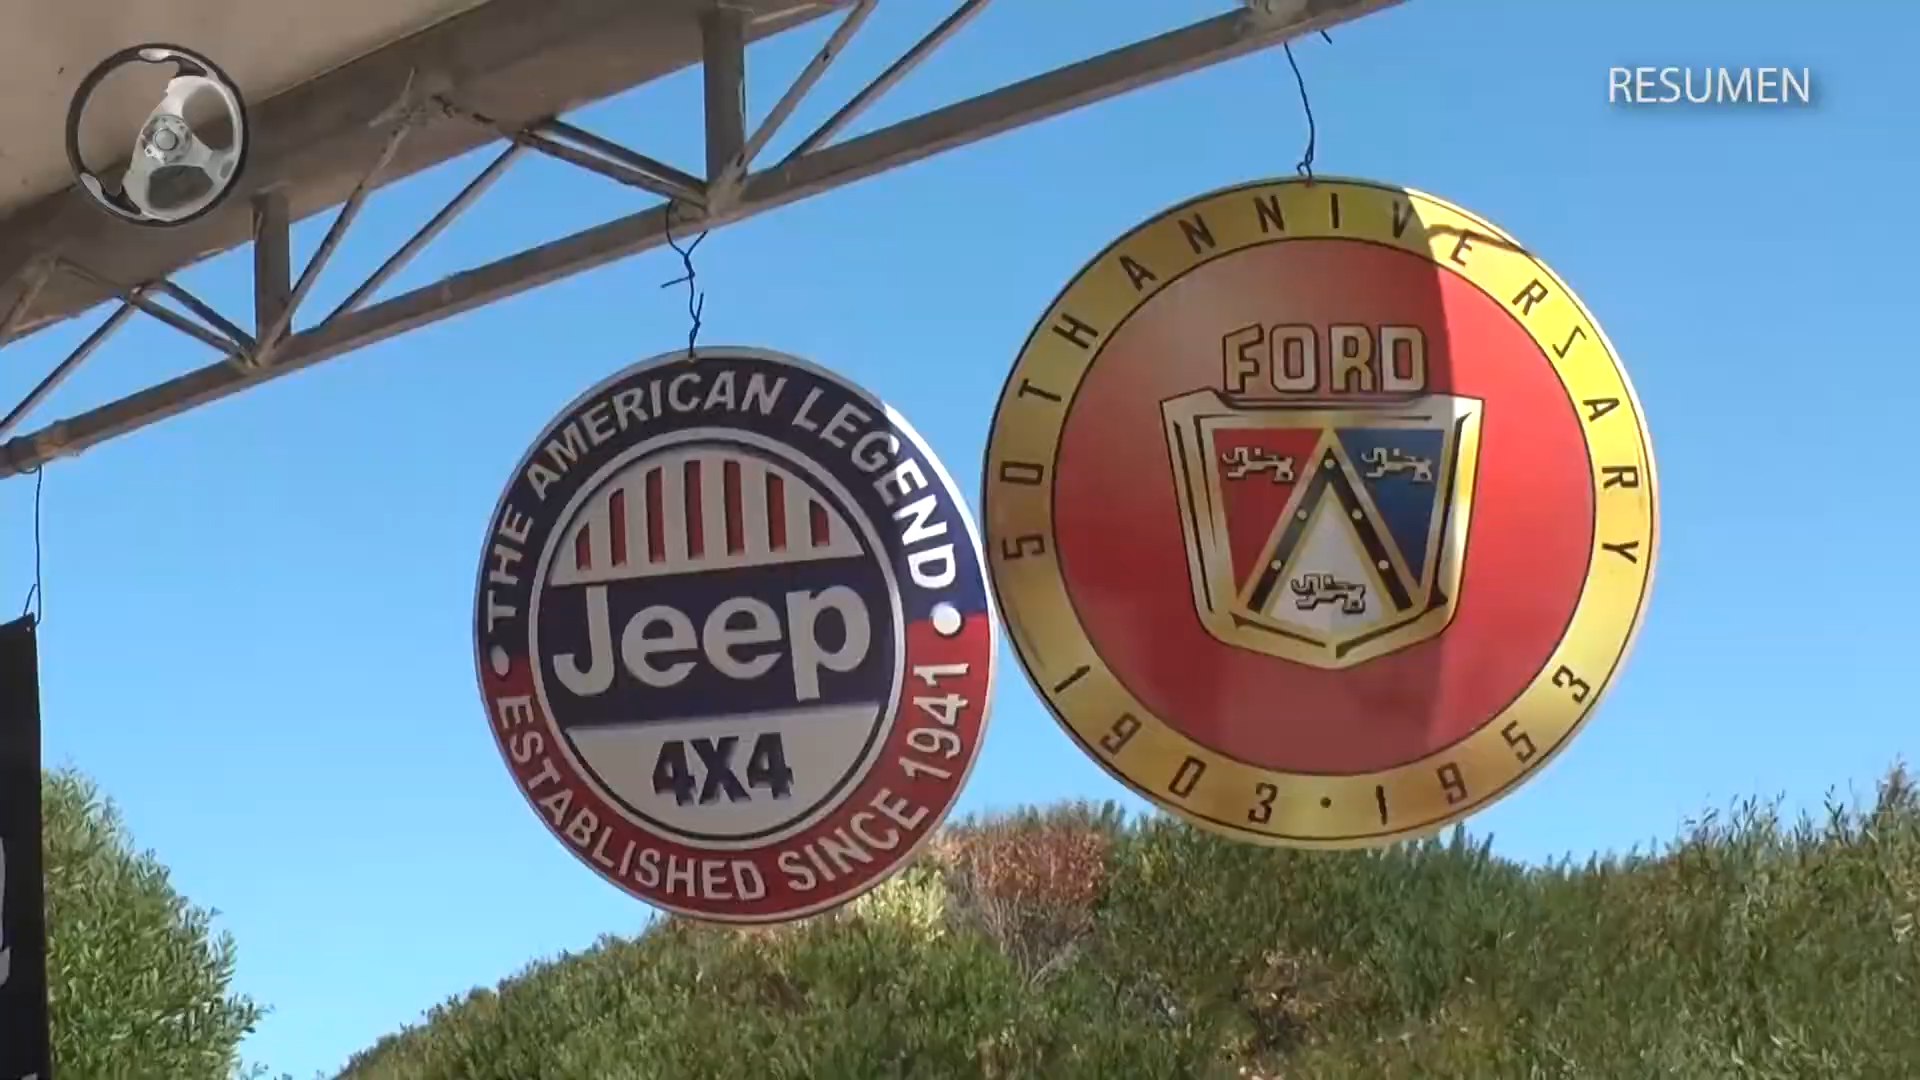 RESUMEN
THE AMERICAN LEGEND
Jeep
4X4
ESTABLISHED SINCE 1941
50TH ANNIVERSARY
FORD
1903·1953